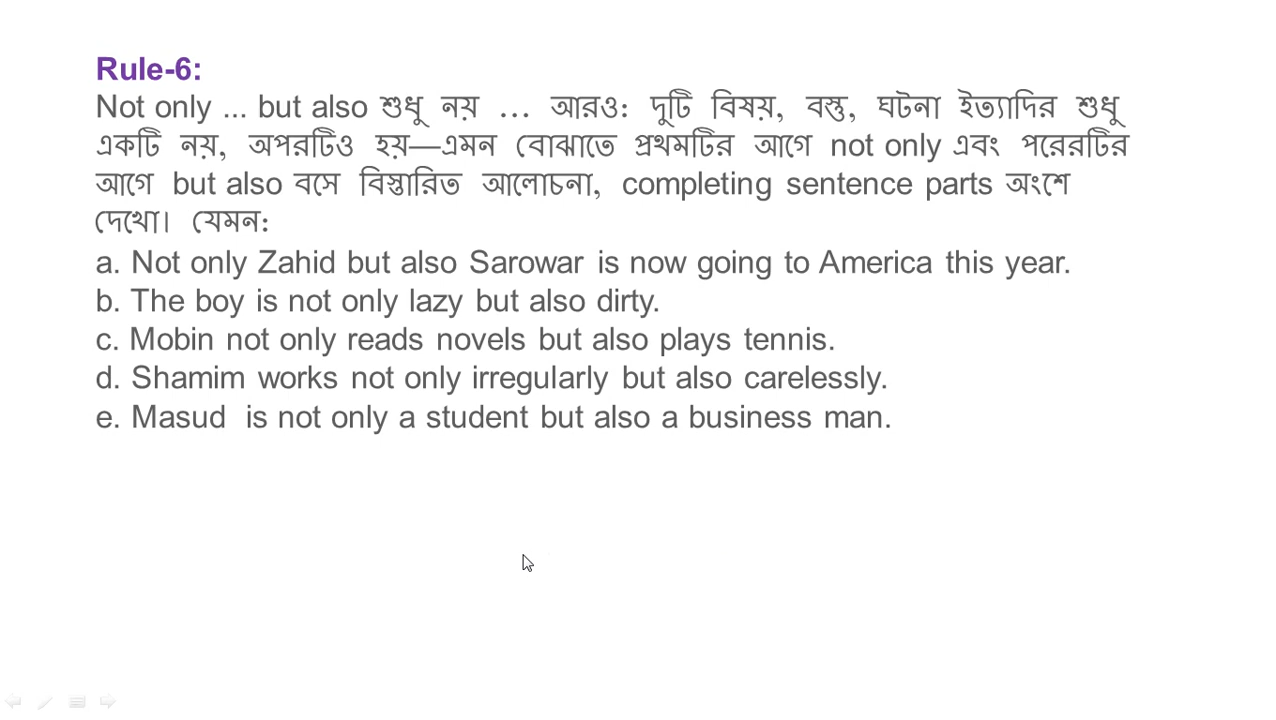 Rule-6:
Not only ... but also শুধু নয় ... আরও: দুটি বিষয়, বস্তু, ঘটনা ইত্যাদির শুধু
একটি নয়, অপরটিও হয়—এমন বোঝাতে প্রথমটির আগে not only এবং পরেরটির
আগে but also বসে বিস্তারিত আলোচনা, completing sentence parts অংশে
দেখো। যেমন:
a. Not only Zahid but also Sarowar is now going to America this year.
b. The boy is not only lazy but also dirty.
c. Mobin not only reads novels but also plays tennis.
d. Shamim works not only irregularly but also carelessly.
e. Masud is not only a student but also a business man.